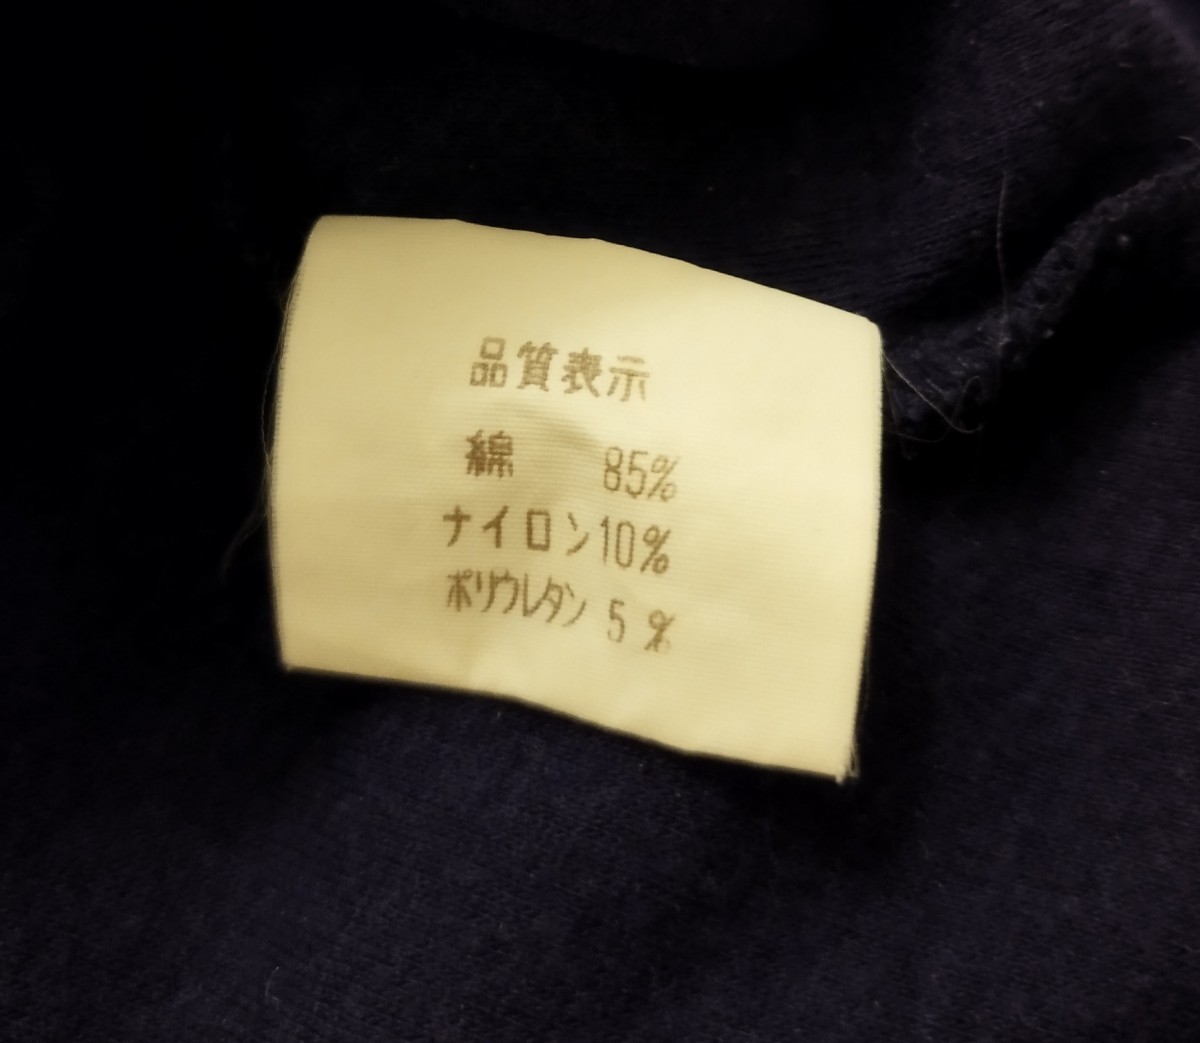 品質表示
綿 85%
ナイロン10%
ポリウレタン 5%